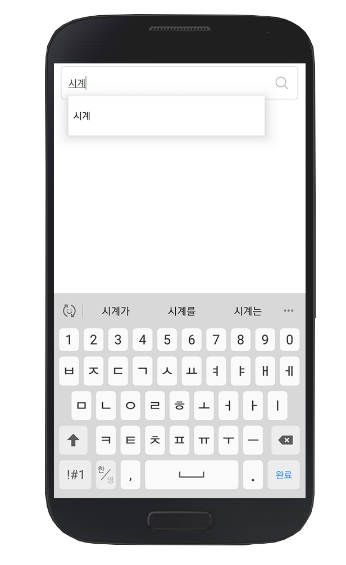 시계
시계
시계가 시계를 시계는
1 2 3 4 5 6 7 8 9 0
ㅂ ㅈ ㄷ ㄱ ㅅ ㅛ ㅕ ㅑ ㅐ ㅔ
ㅁ ㄴ ㅇ ㄹ ㅎ ㅗ ㅓ ㅏ ㅣ
ㅋ ㅌ ㅊ ㅍ ㅠ ㅜ ㅡ
!#1 한/영 , . 완료